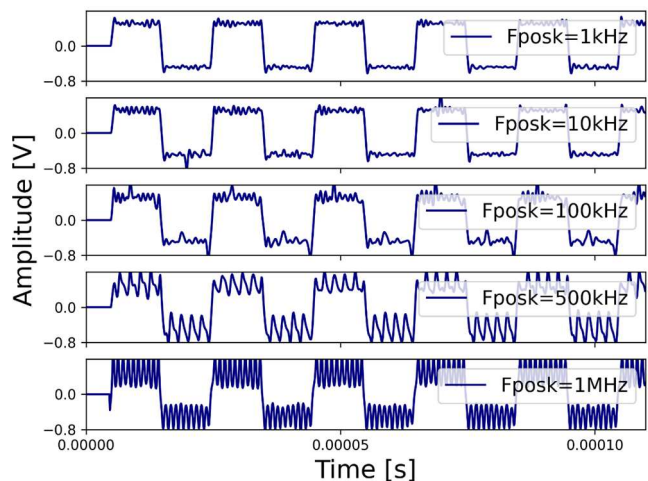 0.0
−0.8
Fposk=1kHz
0.0
−0.8
Fposk=10kHz
0.0
−0.8
Fposk=100kHz
0.0
−0.8
Fposk=500kHz
0.0
−0.8
Fposk=1MHz
Amplitude [V]
0.00000
0.00005
0.00010
Time [s]